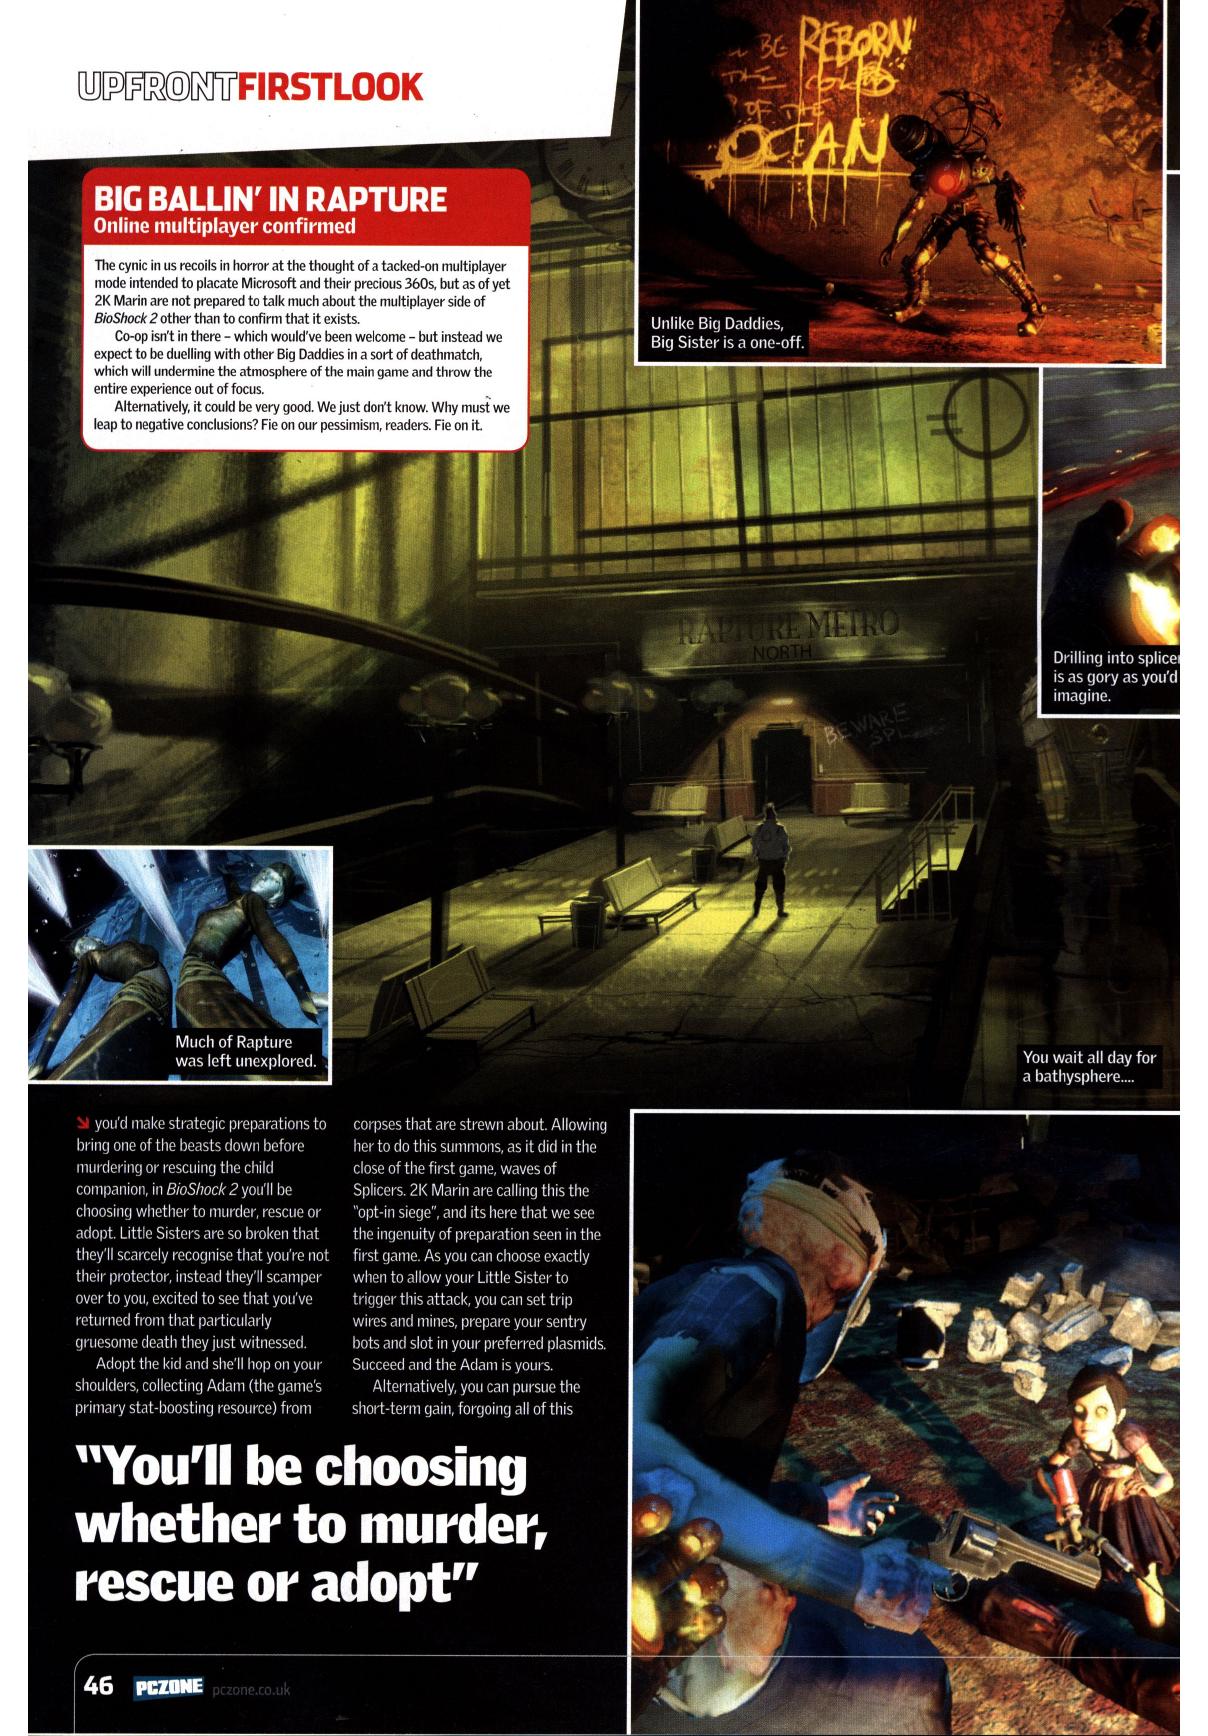 UPFRONTFIRSTLOOK
BIG BALLIN' IN RAPTURE
Online multiplayer confirmed
The cynic in us recoils in horror at the thought of a tacked-on multiplayer
mode intended to placate Microsoft and their precious 360s, but as of yet
2K Marin are not prepared to talk much about the multiplayer side of
BioShock 2 other than to confirm that it exists.
Co-op isn't in there – which would've been welcome – but instead we
expect to be duelling with other Big Daddies in a sort of deathmatch,
which will undermine the atmosphere of the main game and throw the
entire experience out of focus.
Alternatively, it could be very good. We just don't know. Why must we
leap to negative conclusions? Fie on our pessimism, readers. Fie on it.
BE REBORN
THE COLD
OF THE
OCEAN
Unlike Big Daddies,
Big Sister is a one-off.
Drilling into splicer
is as gory as you'd
imagine.
RAPTURE METRO
NORTH
BEWARE
SPL
Much of Rapture
was left unexplored.
You wait all day for
a bathysphere....
you'd make strategic preparations to
bring one of the beasts down before
murdering or rescuing the child
companion, in BioShock 2 you'll be
choosing whether to murder, rescue or
adopt. Little Sisters are so broken that
they'll scarcely recognise that you're not
their protector, instead they'll scamper
over to you, excited to see that you've
returned from that particularly
gruesome death they just witnessed.
Adopt the kid and she'll hop on your
shoulders, collecting Adam (the game's
primary stat-boosting resource) from
corpses that are strewn about. Allowing
her to do this summons, as it did in the
close of the first game, waves of
Splicers. 2K Marin are calling this the
"opt-in siege", and its here that we see
the ingenuity of preparation seen in the
first game. As you can choose exactly
when to allow your Little Sister to
trigger this attack, you can set trip
wires and mines, prepare your sentry
bots and slot in your preferred plasmids.
Succeed and the Adam is yours.
Alternatively, you can pursue the
short-term gain, forgoing all of this
"You'll be choosing
whether to murder,
rescue or adopt"
46 PCZONE pczone.co.uk